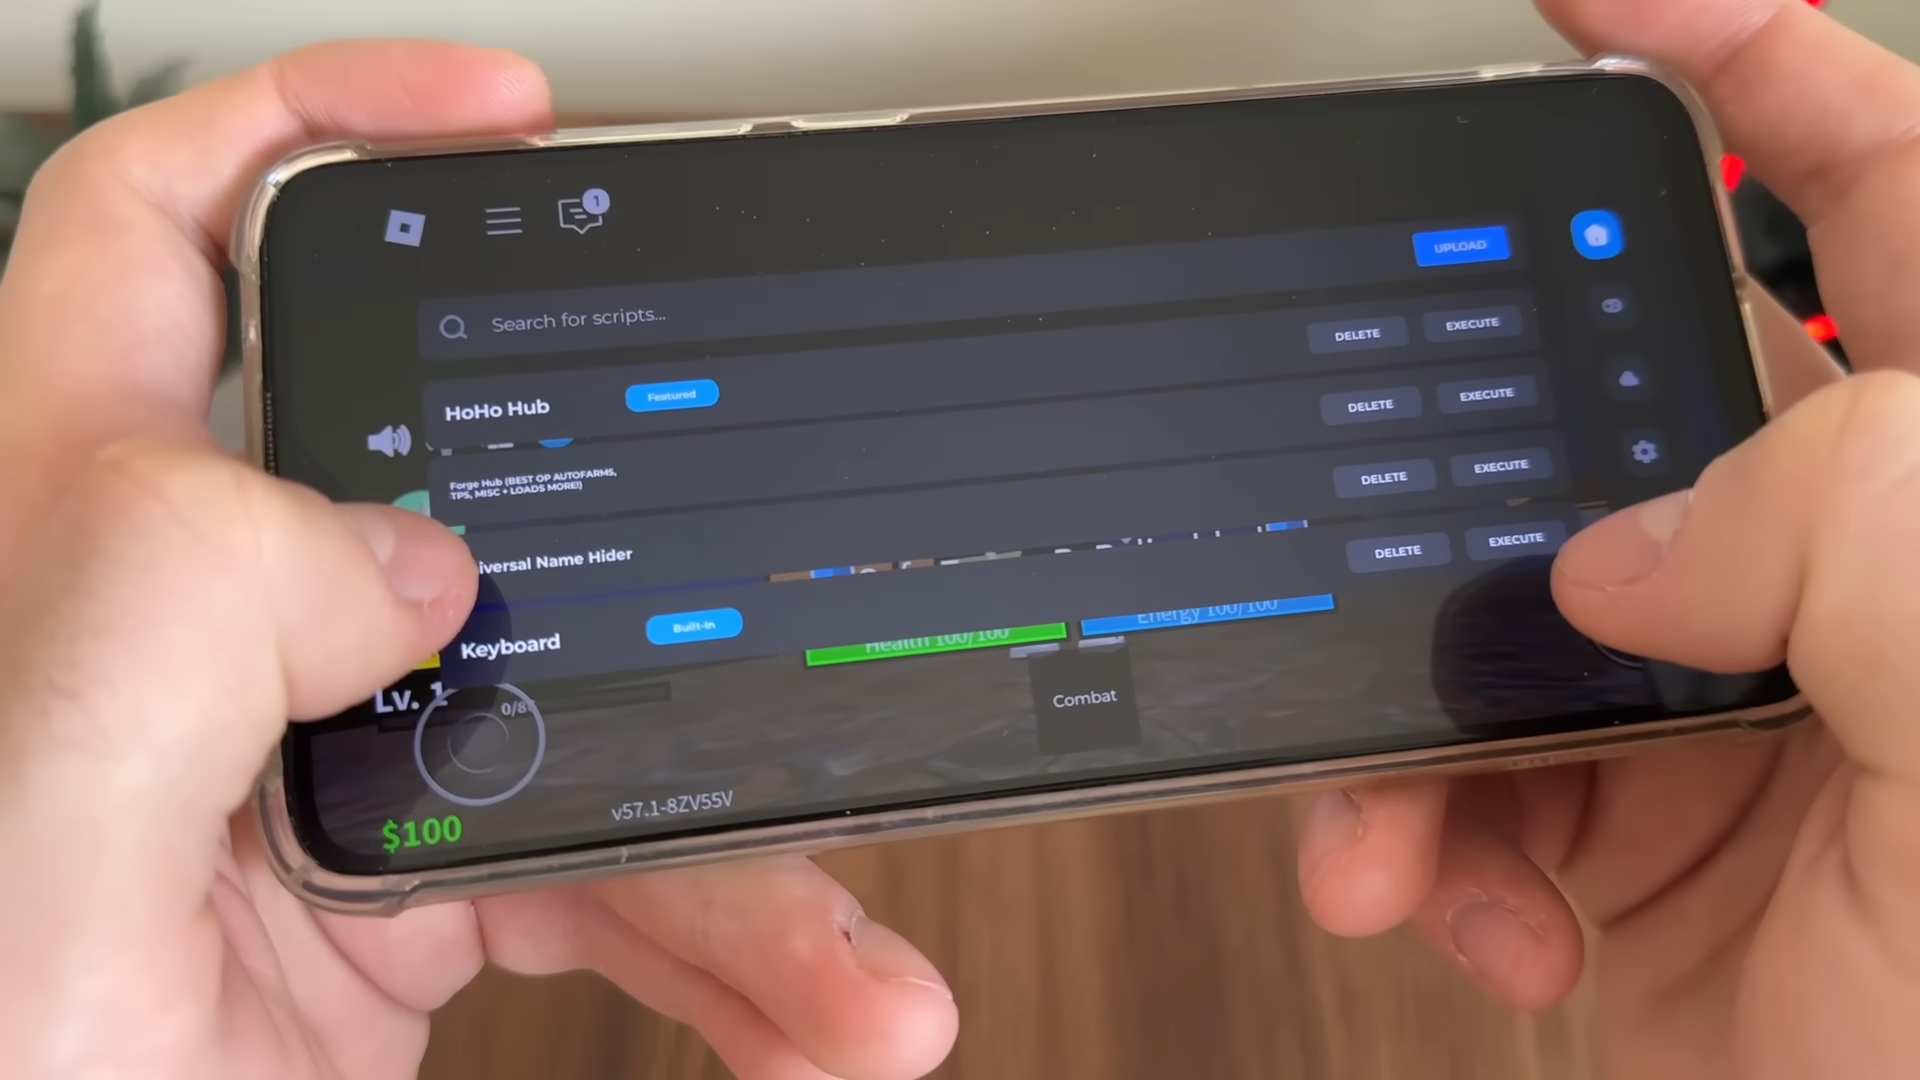 1
UPLOAD
Search for scripts...
DELETE
EXECUTE
HoHo Hub
Featured
DELETE
EXECUTE
Forge Hub (BEST OP AUTOFARMS,
TPS, MISC + LOADS MORE!)
DELETE
EXECUTE
iversal Name Hider
DELETE
EXECUTE
Keyboard
Built-In
Health 100/100
Energy 100/100
Lv. 1
0/8
Combat
v57.1-8ZV55V
$100